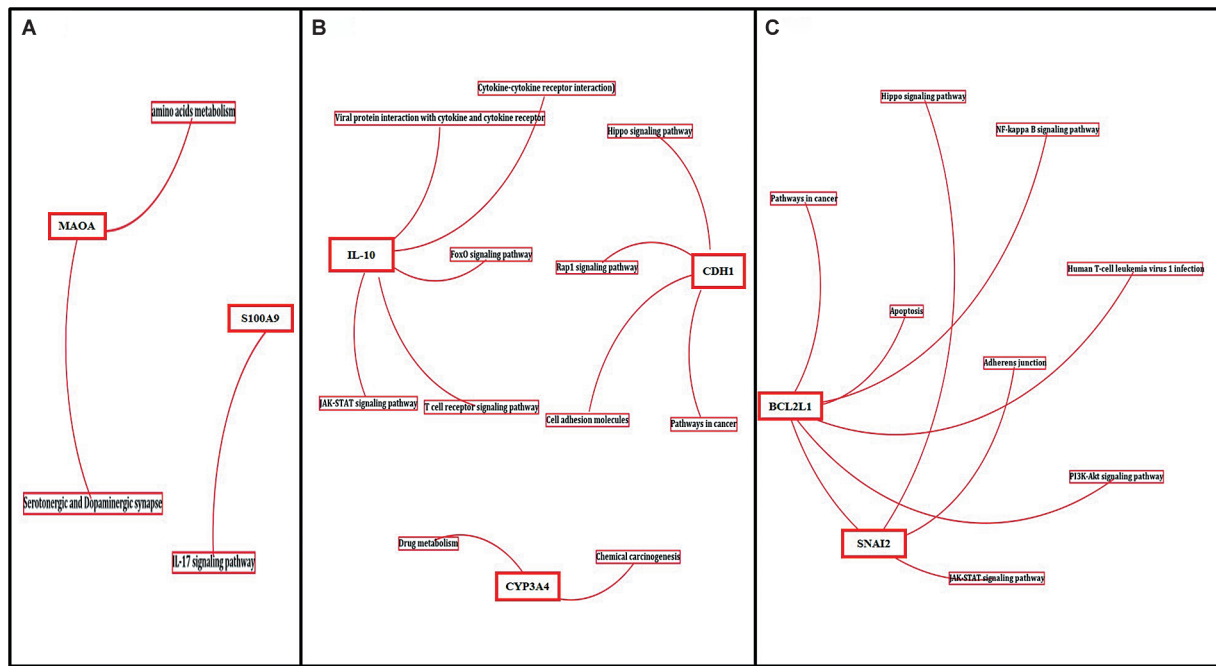 A
amino acids metabolism
MAOA
S100A9
Serotonergic and Dopaminergic synapse
IL-17 signaling pathway
B
Cytokine-cytokine receptor interaction)
Viral protein interaction with cytokine and cytokine receptor
Hippo signaling pathway
IL-10
FoxO signaling pathway
Rap1 signaling pathway
CDH1
JAK-STAT signaling pathway
T cell receptor signaling pathway
Cell adhesion molecules
Pathways in cancer
Drug metabolism
Chemical carcinogenesis
CYP3A4
C
Hippo signaling pathway
NF-kappa B signaling pathway
Pathways in cancer
Human T-cell leukemia virus 1 infection
Apoptosis
Adherens junction
BCL2L1
PI3K-Akt signaling pathway
SNAI2
JAK-STAT signaling pathway